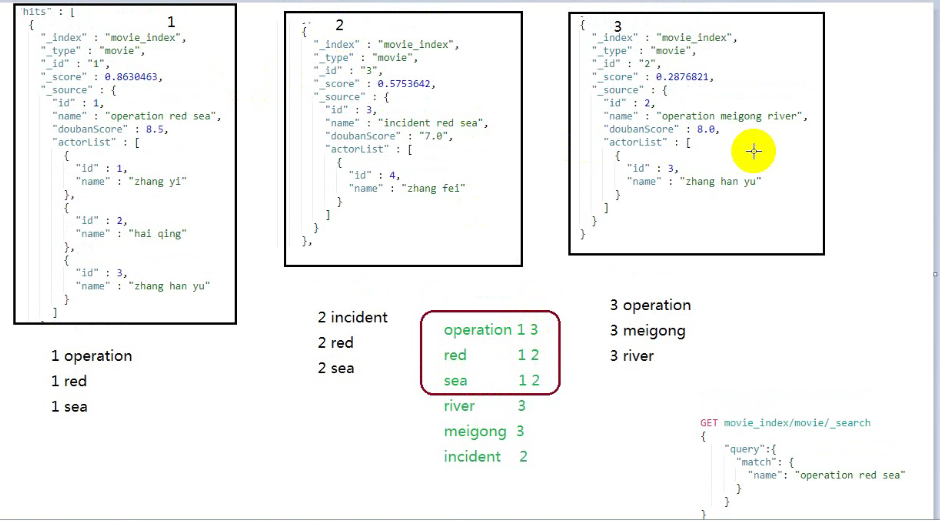 1
hits" : [
{
"_index" : "movie_index",
"_type" : "movie",
"_id" : "1",
"_score" : 0.8630463,
"_source" : {
"id" : 1,
"name" : "operation red sea",
"doubanScore" : 8.5,
"actorList" : [
{
"id" : 1,
"name" : "zhang yi"
},
{
"id" : 2,
"name" : "hai qing"
},
{
"id" : 3,
"name" : "zhang han yu"
}
]
2
{
"_index" : "movie_index",
"_type" : "movie",
"_id" : "3",
"_score" : 0.5753642,
"_source" : {
"id" : 3,
"name" : "incident red sea",
"doubanScore" : "7.0",
"actorList" : [
{
"id" : 4,
"name" : "zhang fei"
}
]
}
},
3
{
"_index" : "movie_index",
"_type" : "movie",
"_id" : "2",
"_score" : 0.2876821,
"_source" : {
"id" : 2,
"name" : "operation meigong river",
"doubanScore" : 8.0,
"actorList" : [
{
"id" : 3,
"name" : "zhang han yu"
}
]
}
}
1 operation
1 red
1 sea
2 incident
2 red
2 sea
operation 1 3
red 1 2
sea 1 2
river 3
meigong 3
incident 2
3 operation
3 meigong
3 river
GET movie_index/movie/_search
{
"query":{
"match": {
"name": "operation red sea"
}
}
}